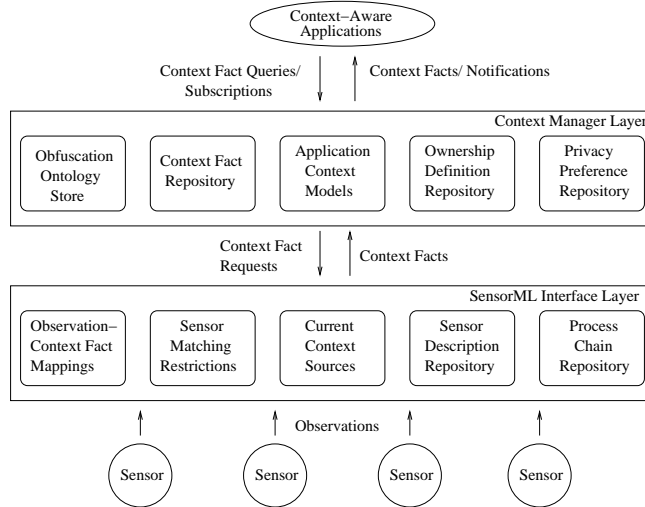 Context–Aware
Applications
Context Fact Queries/
Subscriptions
Context Facts/ Notifications
Context Manager Layer
Obfuscation
Ontology
Store
Context Fact
Repository
Application
Context
Models
Ownership
Definition
Repository
Privacy
Preference
Repository
Context Fact
Requests
Context Facts
SensorML Interface Layer
Observation–
Context Fact
Mappings
Sensor
Matching
Restrictions
Current
Context
Sources
Sensor
Description
Repository
Process
Chain
Repository
Observations
Sensor
Sensor
Sensor
Sensor